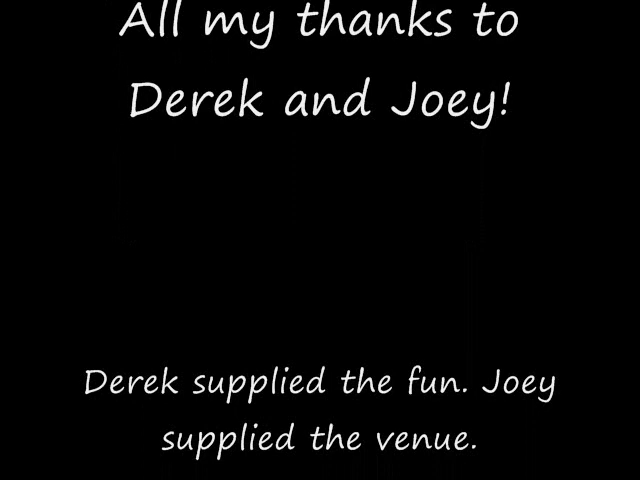 All my thanks to
Derek and Joey!
Derek supplied the fun. Joey
supplied the venue.